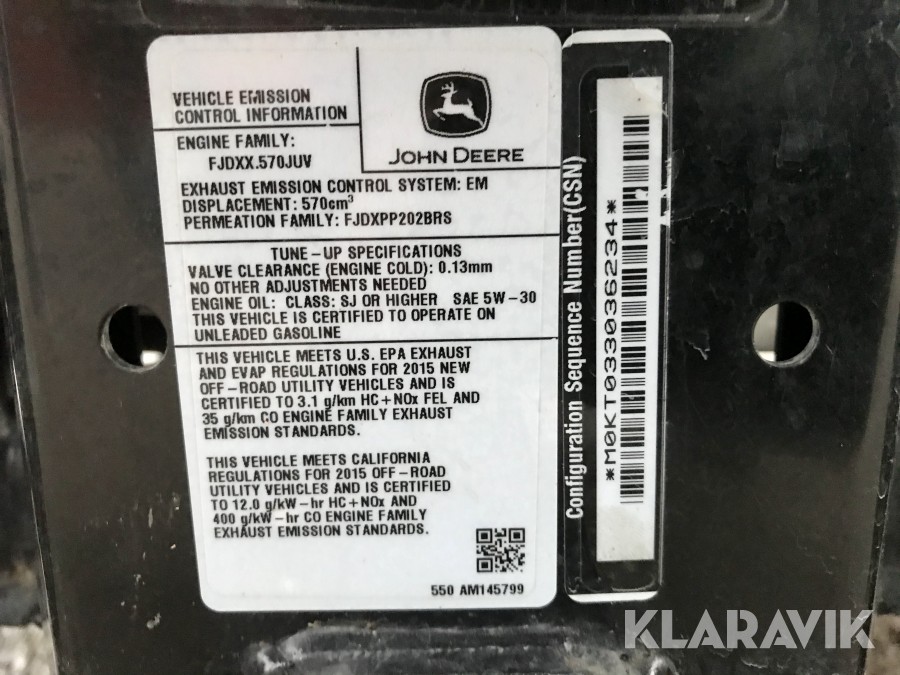 VEHICLE EMISSION
CONTROL INFORMATION
JOHN DEERE
ENGINE FAMILY:
FJDXX.570JUV
EXHAUST EMISSION CONTROL SYSTEM: EM
DISPLACEMENT: 570cm³
PERMEATION FAMILY: FJDXPP202BRS
TUNE-UP SPECIFICATIONS
VALVE CLEARANCE (ENGINE COLD): 0.13mm
NO OTHER ADJUSTMENTS NEEDED
ENGINE OIL: CLASS: SJ OR HIGHER SAE 5W-30
THIS VEHICLE IS CERTIFIED TO OPERATE ON
UNLEADED GASOLINE
THIS VEHICLE MEETS U.S. EPA EXHAUST
AND EVAP REGULATIONS FOR 2015 NEW
OFF-ROAD UTILITY VEHICLES AND IS
CERTIFIED TO 3.1 g/km HC+NOx FEL AND
35 g/km CO ENGINE FAMILY EXHAUST
EMISSION STANDARDS.
THIS VEHICLE MEETS CALIFORNIA
REGULATIONS FOR 2015 OFF-ROAD
UTILITY VEHICLES AND IS CERTIFIED
TO 12.0 g/kW-hr HC+NOx AND
400 g/kW-hr CO ENGINE FAMILY
EXHAUST EMISSION STANDARDS.
550 AM145799
Configuration Sequence Number(CSN)
*M0KT033036234*
KLARAVIK